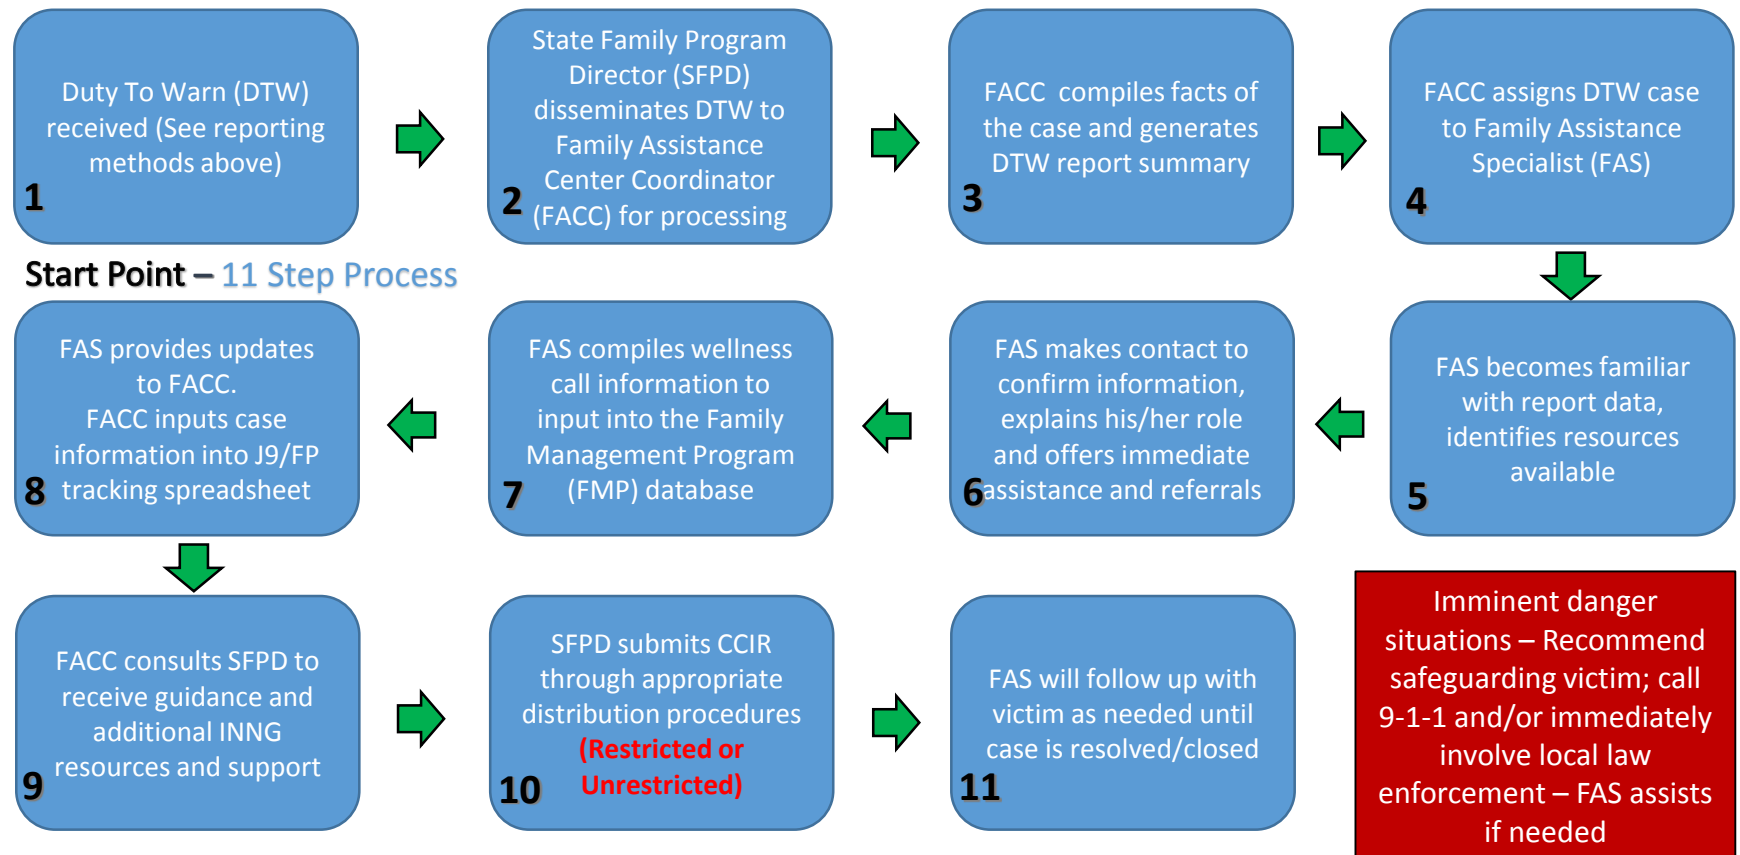 Duty To Warn (DTW)
received (See reporting
methods above)
1
State Family Program
Director (SFPD)
disseminates DTW to
Family Assistance
Center Coordinator
(FACC) for processing
2
FACC compiles facts of
the case and generates
DTW report summary
3
FACC assigns DTW case
to Family Assistance
Specialist (FAS)
4
Start Point – 11 Step Process
FAS becomes familiar
with report data,
identifies resources
available
5
FAS makes contact to
confirm information,
explains his/her role
and offers immediate
assistance and referrals
6
FAS compiles wellness
call information to
input into the Family
Management Program
(FMP) database
7
FAS provides updates
to FACC.
FACC inputs case
information into J9/FP
tracking spreadsheet
8
FACC consults SFPD to
receive guidance and
additional INNG
resources and support
9
SFPD submits CCIR
through appropriate
distribution procedures
(Restricted or
Unrestricted)
10
FAS will follow up with
victim as needed until
case is resolved/closed
11
Imminent danger
situations – Recommend
safeguarding victim; call
9-1-1 and/or immediately
involve local law
enforcement – FAS assists
if needed